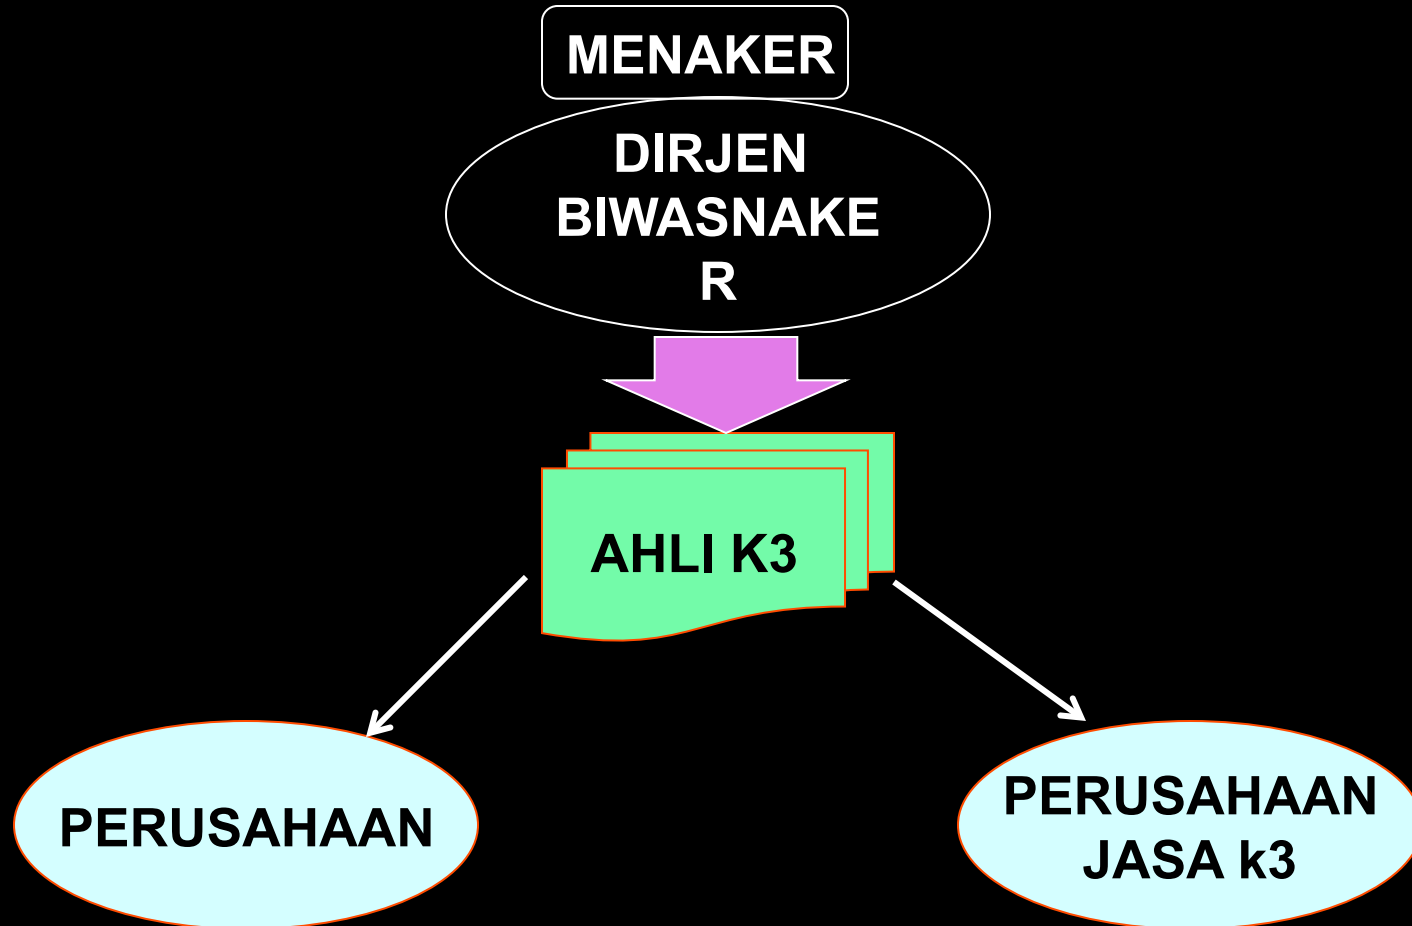 MENAKER
DIRJEN
BIWASNAKE
R
AHLI K3
PERUSAHAAN
PERUSAHAAN
JASA k3